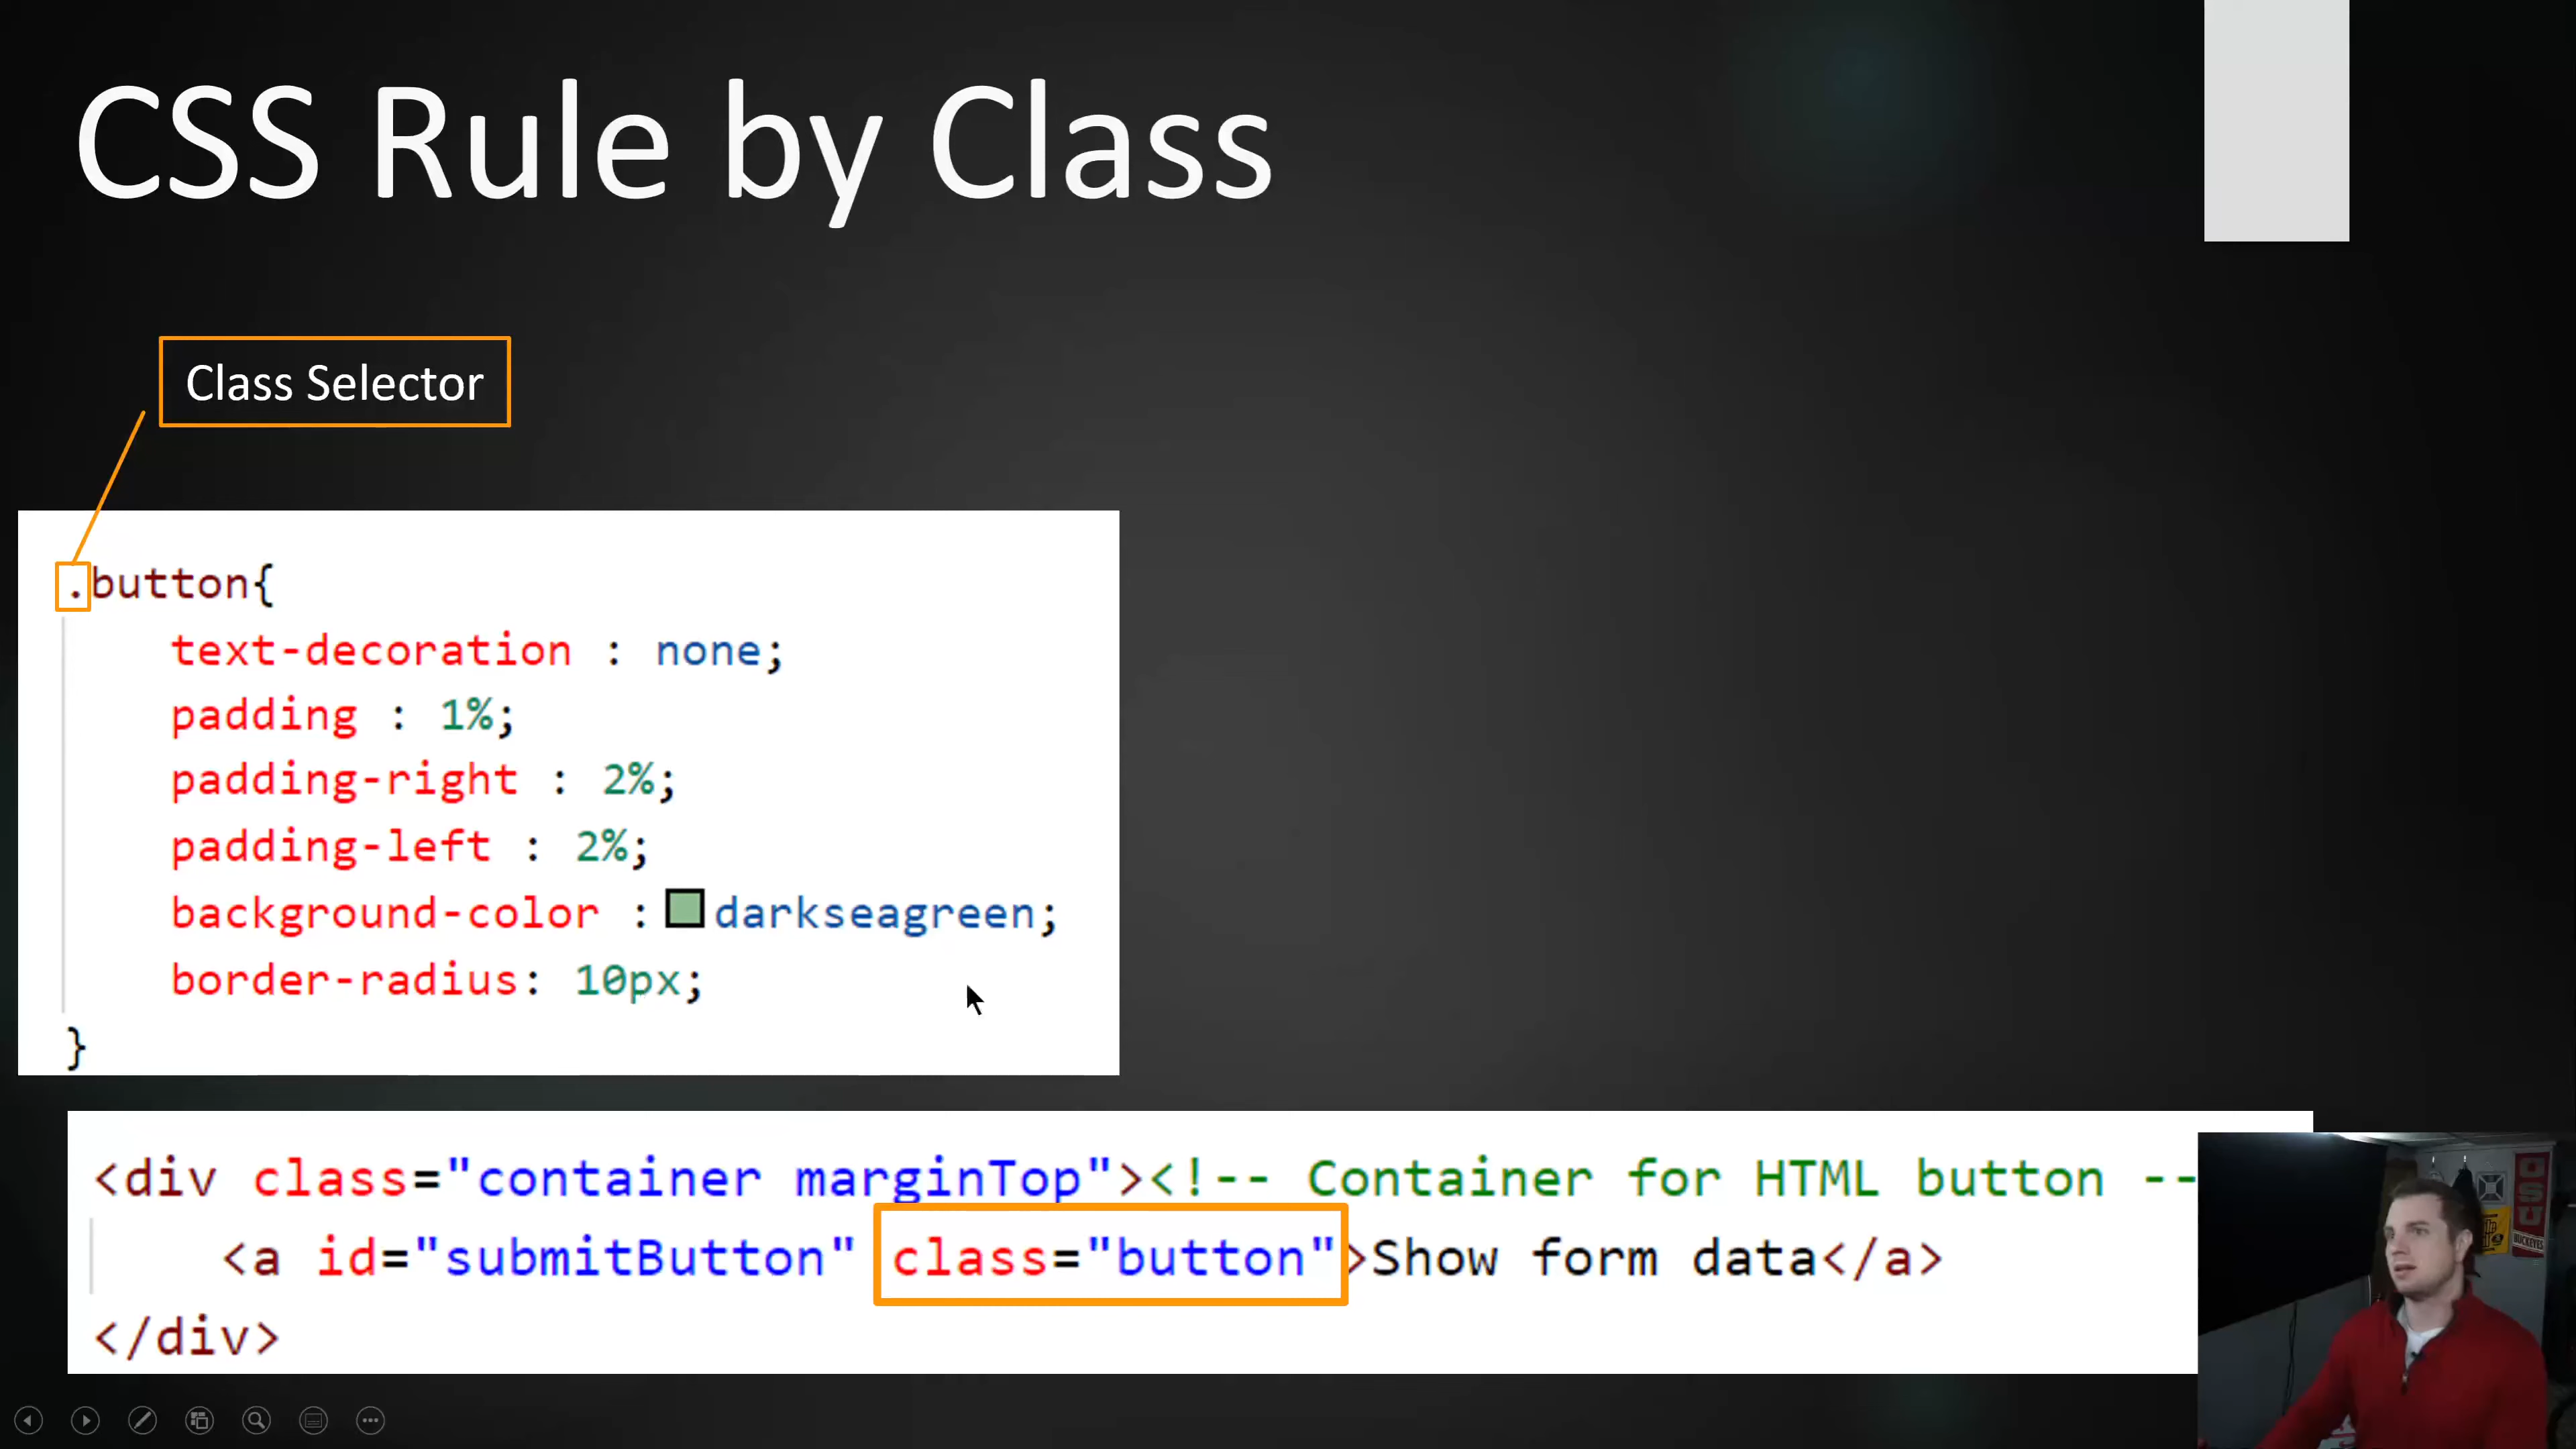 CSS Rule by Class
Class Selector
.button{
text-decoration : none;
padding : 1%;
padding-right : 2%;
padding-left : 2%;
background-color : darkseagreen;
border-radius: 10px;
}
<div class="container marginTop"><!-- Container for HTML button --
<a id="submitButton" class="button">Show form data</a>
</div>
OSU
BUCKEYES